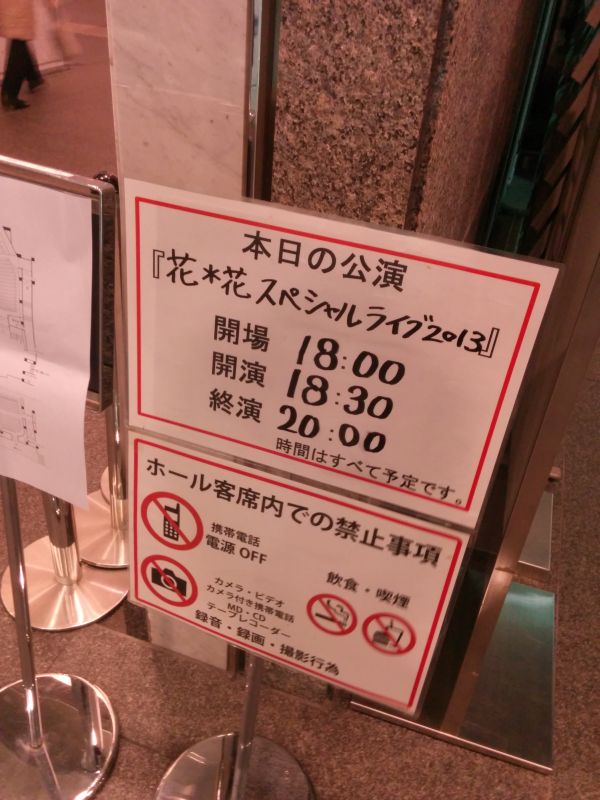 本日の公演
『花*花 スペシャルライブ2013』
開場 18:00
開演 18:30
終演 20:00
時間はすべて予定です。
ホール客席内での禁止事項
携帯電話
電源 OFF
カメラ・ビデオ
カメラ付き携帯電話
MD・CD
テープレコーダー
録音・録画・撮影行為
飲食・喫煙